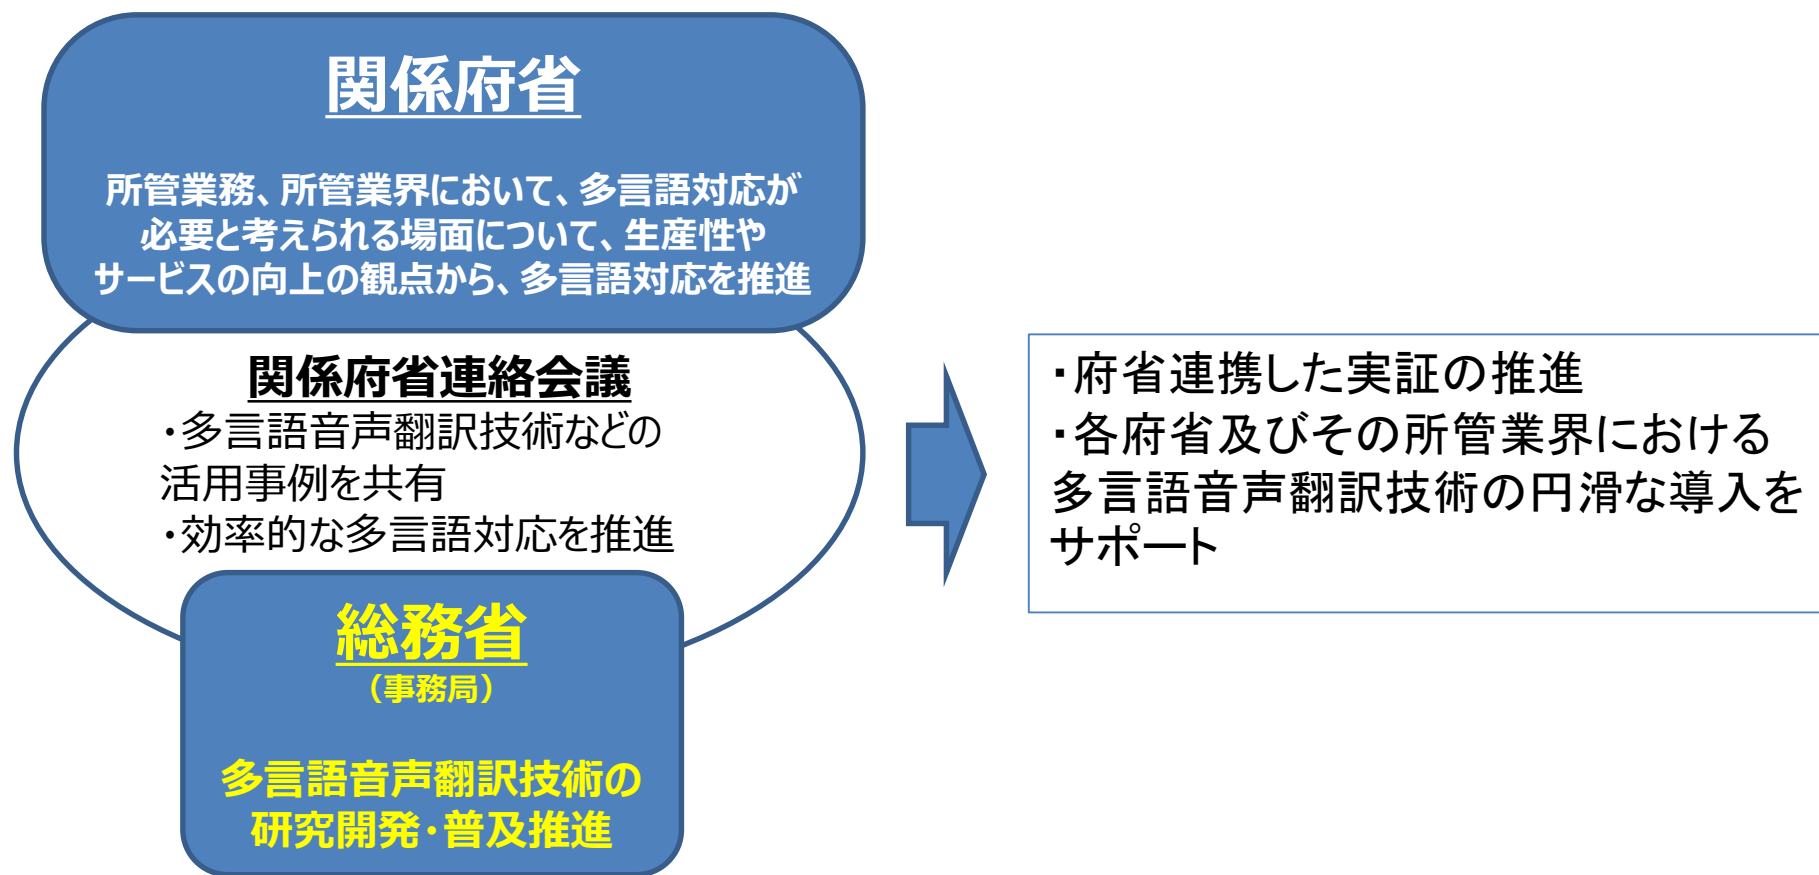 関係府省
所管業務、所管業界において、多言語対応が
必要と考えられる場面について、生産性や
サービスの向上の観点から、多言語対応を推進
関係府省連絡会議
・多言語音声翻訳技術などの
活用事例を共有
・効率的な多言語対応を推進
総務省
（事務局）
多言語音声翻訳技術の
研究開発・普及推進
・府省連携した実証の推進
・各府省及びその所管業界における
多言語音声翻訳技術の円滑な導入を
サポート